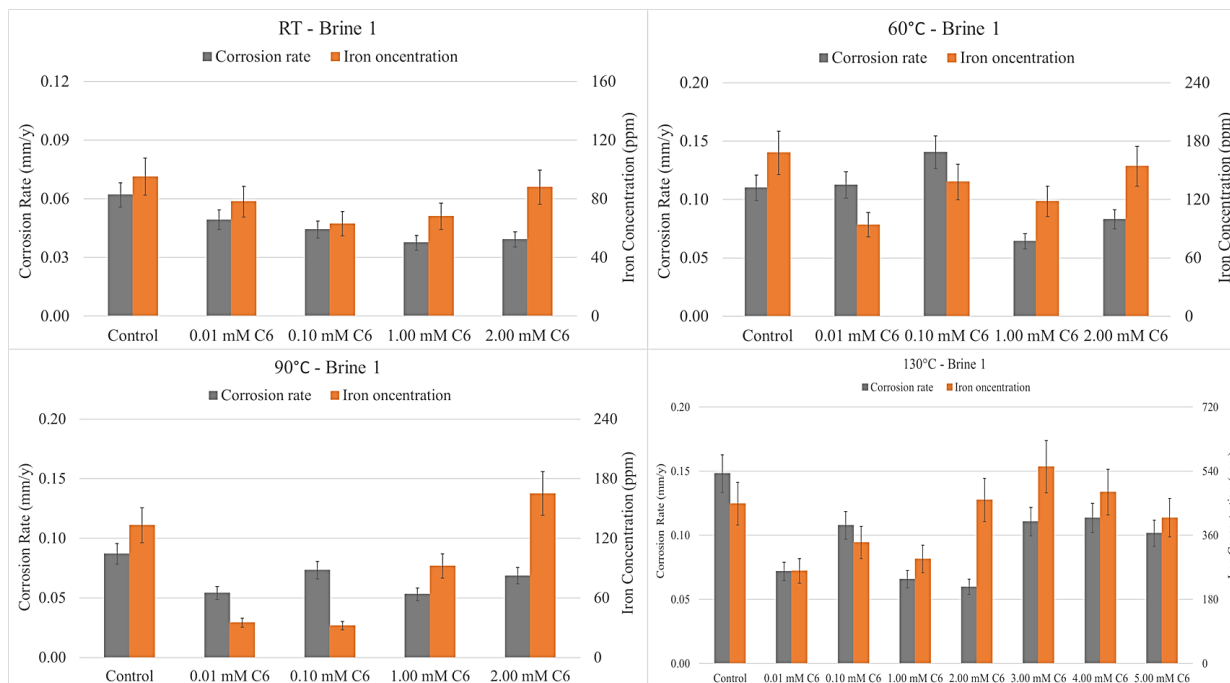 RT - Brine 1
Corrosion rate Iron oncentration
Corrosion Rate (mm/y)
0.12
0.09
0.06
0.03
0.00
160
120
80
40
0
Iron Concentration (ppm)
Control 0.01 mM C6 0.10 mM C6 1.00 mM C6 2.00 mM C6
60°C - Brine 1
Corrosion rate Iron oncentration
Corrosion Rate (mm/y)
0.20
0.15
0.10
0.05
0.00
240
180
120
60
0
Iron Concentration (ppm)
Control 0.01 mM C6 0.10 mM C6 1.00 mM C6 2.00 mM C6
90°C - Brine 1
Corrosion rate Iron oncentration
Corrosion Rate (mm/y)
0.20
0.15
0.10
0.05
0.00
240
180
120
60
0
Iron Concentration (ppm)
Control 0.01 mM C6 0.10 mM C6 1.00 mM C6 2.00 mM C6
130°C - Brine 1
Corrosion rate Iron oncentration
Corrosion Rate (mm/y)
0.20
0.15
0.10
0.05
0.00
720
540
360
180
0
Control 0.01 mM C6 0.10 mM C6 1.00 mM C6 2.00 mM C6 3.00 mM C6 4.00 mM C6 5.00 mM C6